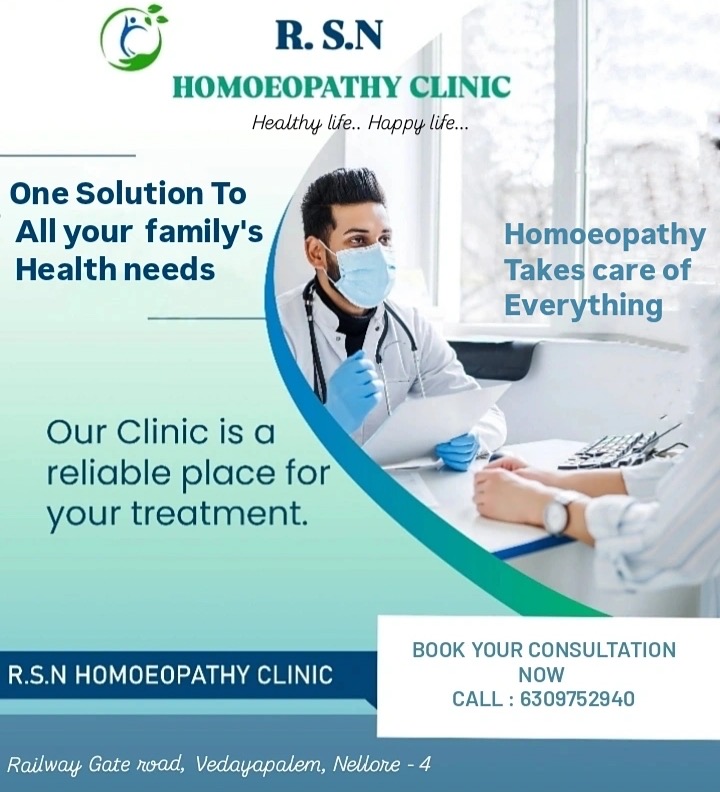 R. S.N
HOMOEOPATHY CLINIC
Healthy life.. Happy life...
One Solution To
All your family's
Health needs
Homoeopathy
Takes care of
Everything
Our Clinic is a
reliable place for
your treatment.
R.S.N HOMOEOPATHY CLINIC
BOOK YOUR CONSULTATION
NOW
CALL : 6309752940
Railway Gate road, Vedayapalem, Nellore - 4